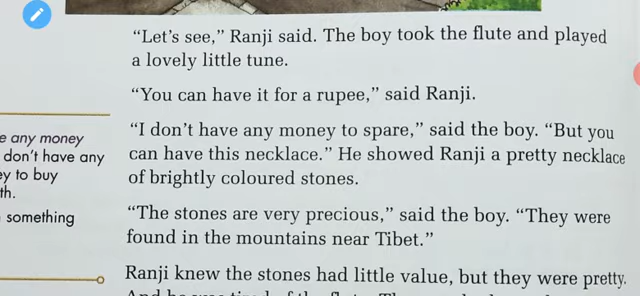 “Let’s see,” Ranji said. The boy took the flute and played
a lovely little tune.
“You can have it for a rupee,” said Ranji.
“I don’t have any money to spare,” said the boy. “But you
can have this necklace.” He showed Ranji a pretty necklace
of brightly coloured stones.
“The stones are very precious,” said the boy. “They were
found in the mountains near Tibet.”
Ranji knew the stones had little value, but they were pretty.
any money
don’t have any
to buy
something